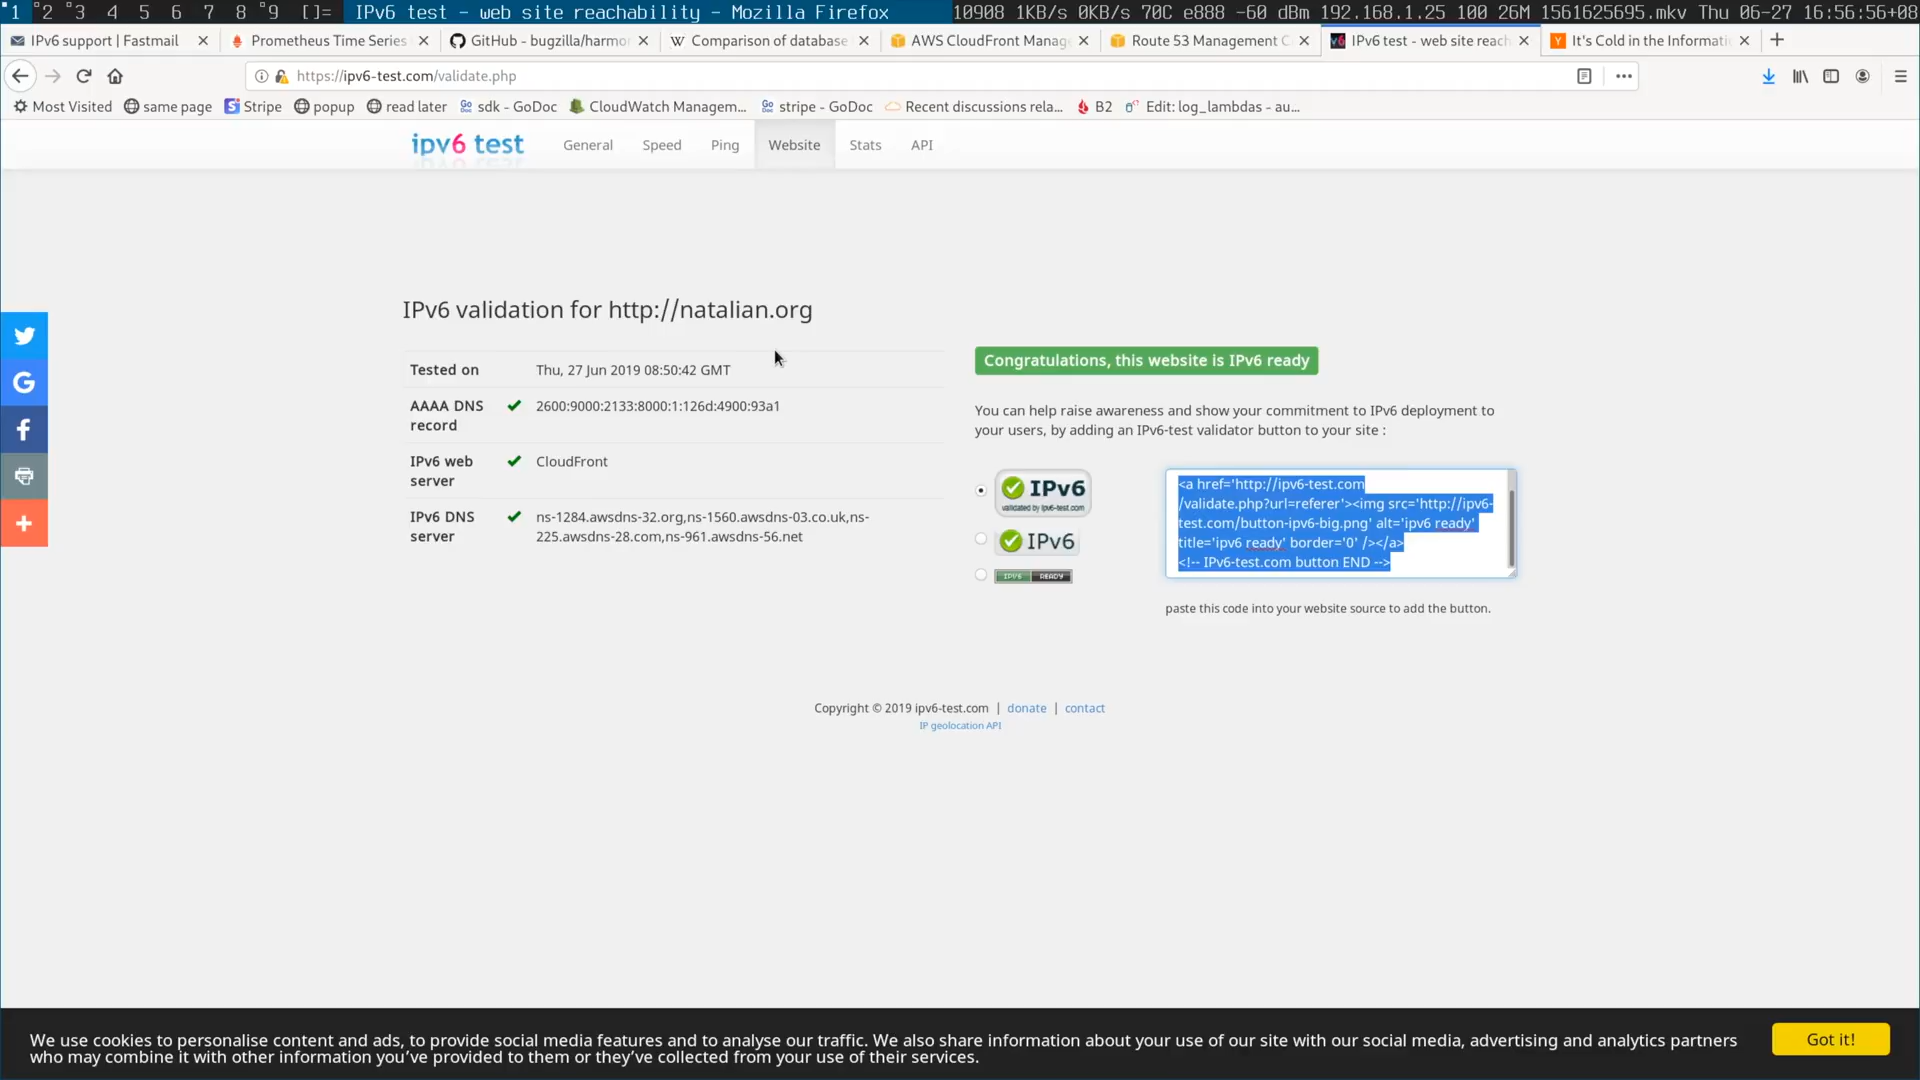 1 2 3 4 5 6 7 8 9 []= IPv6 test - web site reachability - Mozilla Firefox 10908 1KB/s 0KB/s 70C e888 -60 dBm 192.168.1.25 100 26M 1561625695.mkv Thu 06-27 16:56:56+08
IPv6 support | Fastmail Prometheus Time Series GitHub - bugzilla/harmo Comparison of database AWS CloudFront Manag Route 53 Management C IPv6 test - web site reach It's Cold in the Informati
https://ipv6-test.com/validate.php
Most Visited same page Stripe popup read later sdk - GoDoc CloudWatch Managem... stripe - GoDoc Recent discussions rela... B2 Edit: log_lambdas - au...
ipv6 test General Speed Ping Website Stats API
IPv6 validation for http://natalian.org
Tested on Thu, 27 Jun 2019 08:50:42 GMT
AAAA DNS record 2600:9000:2133:8000:1:126d:4900:93a1
IPv6 web server CloudFront
IPv6 DNS server ns-1284.awsdns-32.org,ns-1560.awsdns-03.co.uk,ns-
225.awsdns-28.com,ns-961.awsdns-56.net
Congratulations, this website is IPv6 ready
You can help raise awareness and show your commitment to IPv6 deployment to
your users, by adding an IPv6-test validator button to your site :
IPv6
validated by ipv6-test.com
IPv6
IPV6 READY
<a href='http://ipv6-test.com
/validate.php?url=referer'><img src='http://ipv6-
test.com/button-ipv6-big.png' alt='ipv6 ready'
title='ipv6 ready' border='0' /></a>
<!-- IPv6-test.com button END -->
paste this code into your website source to add the button.
Copyright © 2019 ipv6-test.com | donate | contact
IP geolocation API
We use cookies to personalise content and ads, to provide social media features and to analyse our traffic. We also share information about your use of our site with our social media, advertising and analytics partners
who may combine it with other information you've provided to them or they've collected from your use of their services.
Got it!